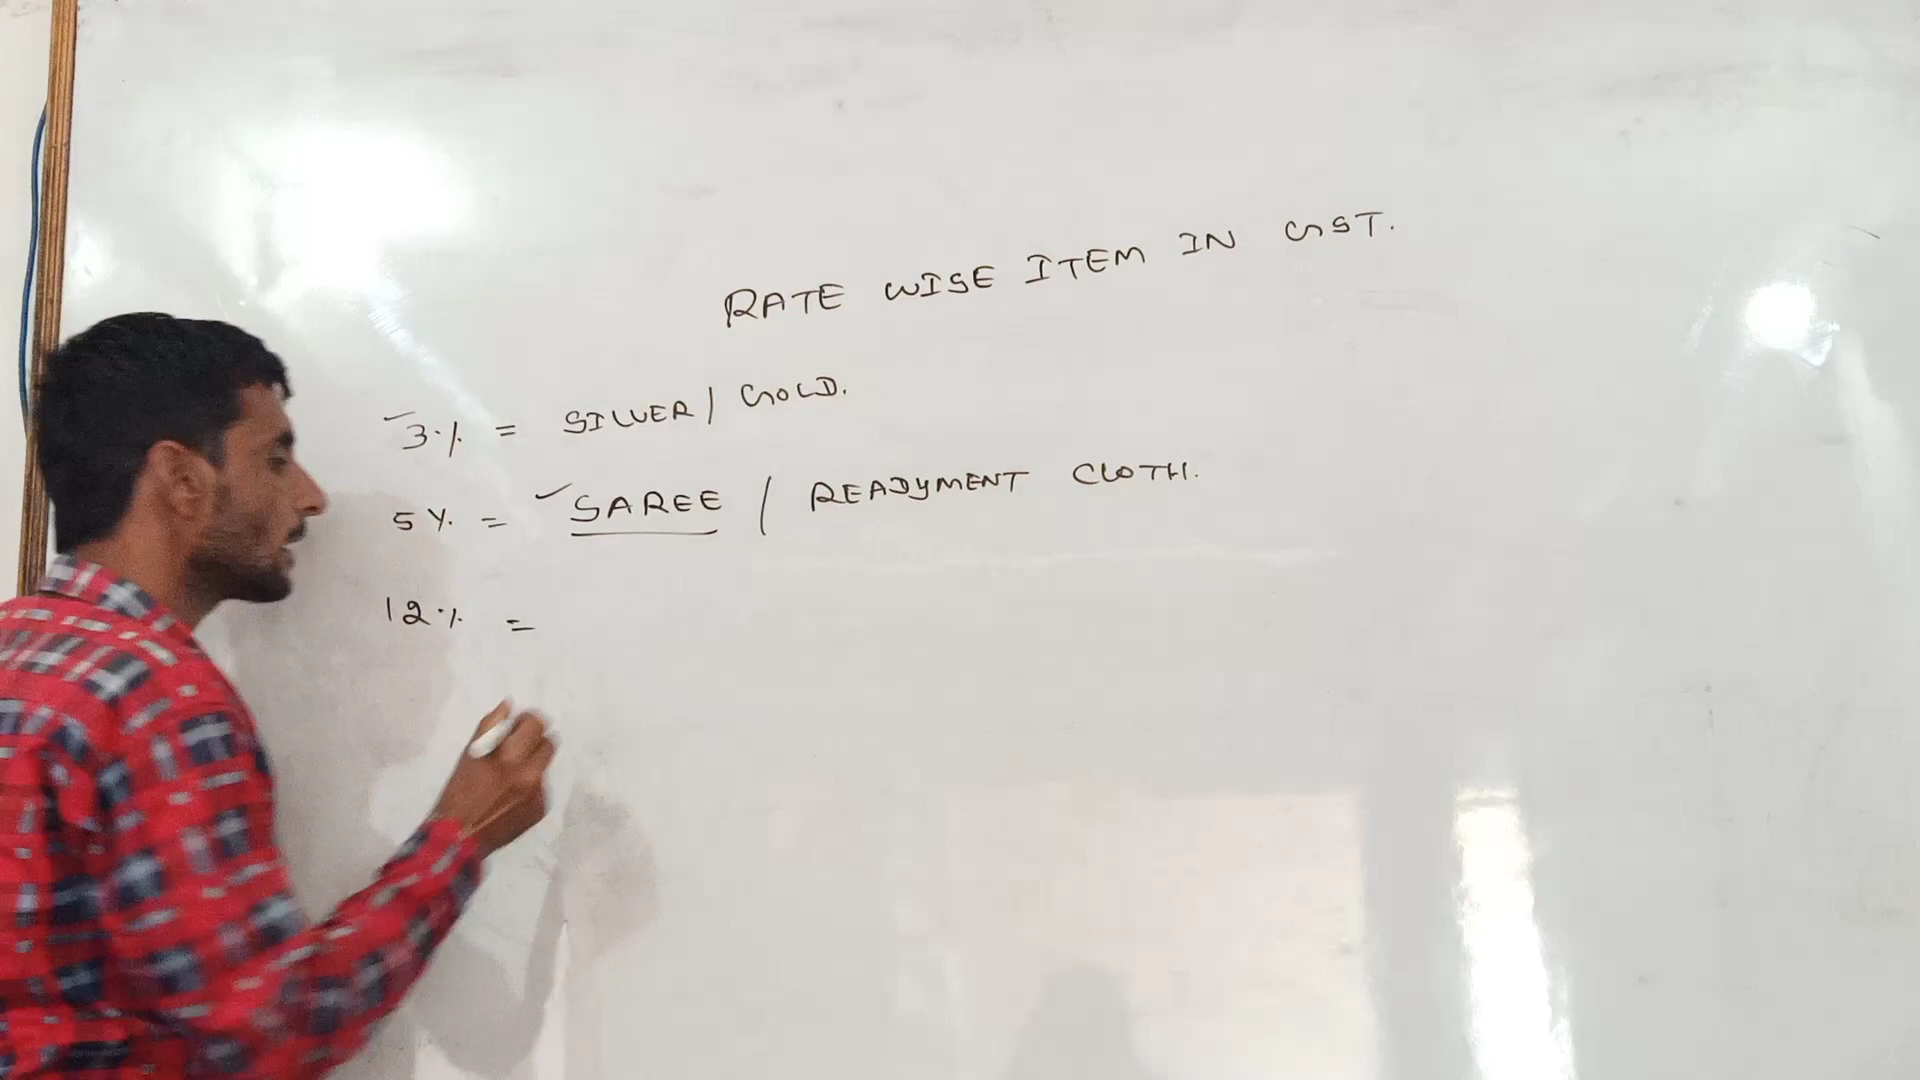 RATE WISE ITEM IN GST.
3% = SILVER / GOLD.
5% = SAREE / READYMENT CLOTH.
12% =